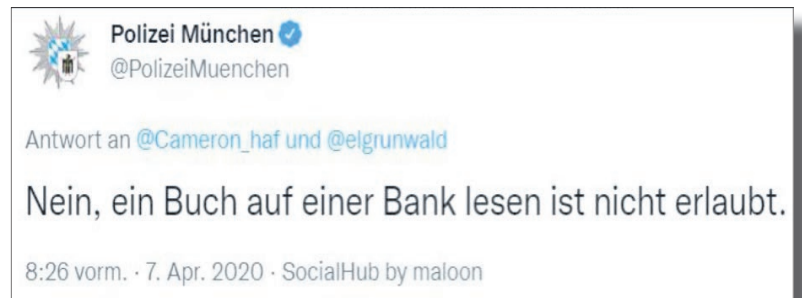 Polizei München
@PolizeiMuenchen
Antwort an @Cameron_haf und @elgrunwald
Nein, ein Buch auf einer Bank lesen ist nicht erlaubt.
8:26 vorm. · 7. Apr. 2020 · SocialHub by maloon